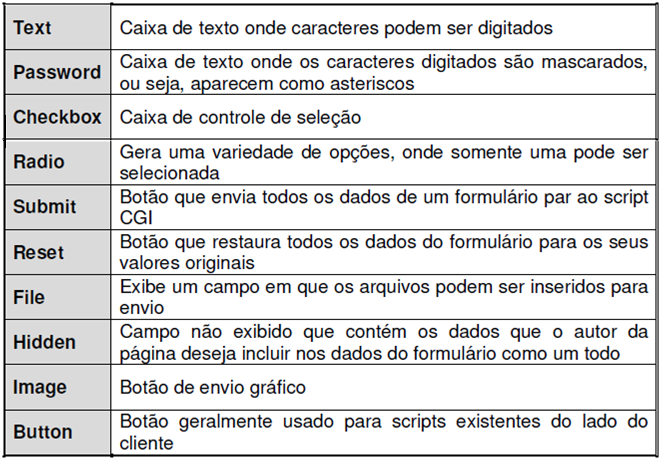 Text
Caixa de texto onde caracteres podem ser digitados
Password
Caixa de texto onde os caracteres digitados são mascarados,
ou seja, aparecem como asteriscos
Checkbox
Caixa de controle de seleção
Radio
Gera uma variedade de opções, onde somente uma pode ser
selecionada
Submit
Botão que envia todos os dados de um formulário par ao script
CGI
Reset
Botão que restaura todos os dados do formulário para os seus
valores originais
File
Exibe um campo em que os arquivos podem ser inseridos para
envio
Hidden
Campo não exibido que contém os dados que o autor da
página deseja incluir nos dados do formulário como um todo
Image
Botão de envio gráfico
Button
Botão geralmente usado para scripts existentes do lado do
cliente